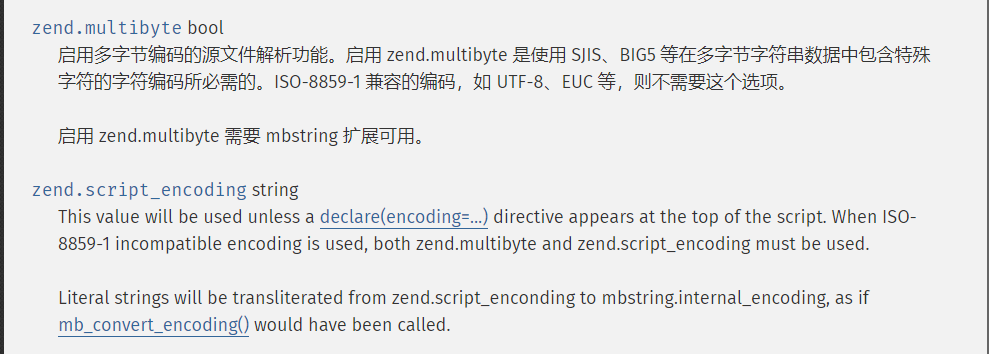 zend.multibyte bool
启用多字节编码的源文件解析功能。启用 zend.multibyte 是使用 SJIS、BIG5 等在多字节字符串数据中包含特殊
字符的字符编码所必需的。ISO-8859-1 兼容的编码，如 UTF-8、EUC 等，则不需要这个选项。
启用 zend.multibyte 需要 mbstring 扩展可用。
zend.script_encoding string
This value will be used unless a declare(encoding=...) directive appears at the top of the script. When ISO-
8859-1 incompatible encoding is used, both zend.multibyte and zend.script_encoding must be used.
Literal strings will be transliterated from zend.script_enconding to mbstring.internal_encoding, as if
mb_convert_encoding() would have been called.